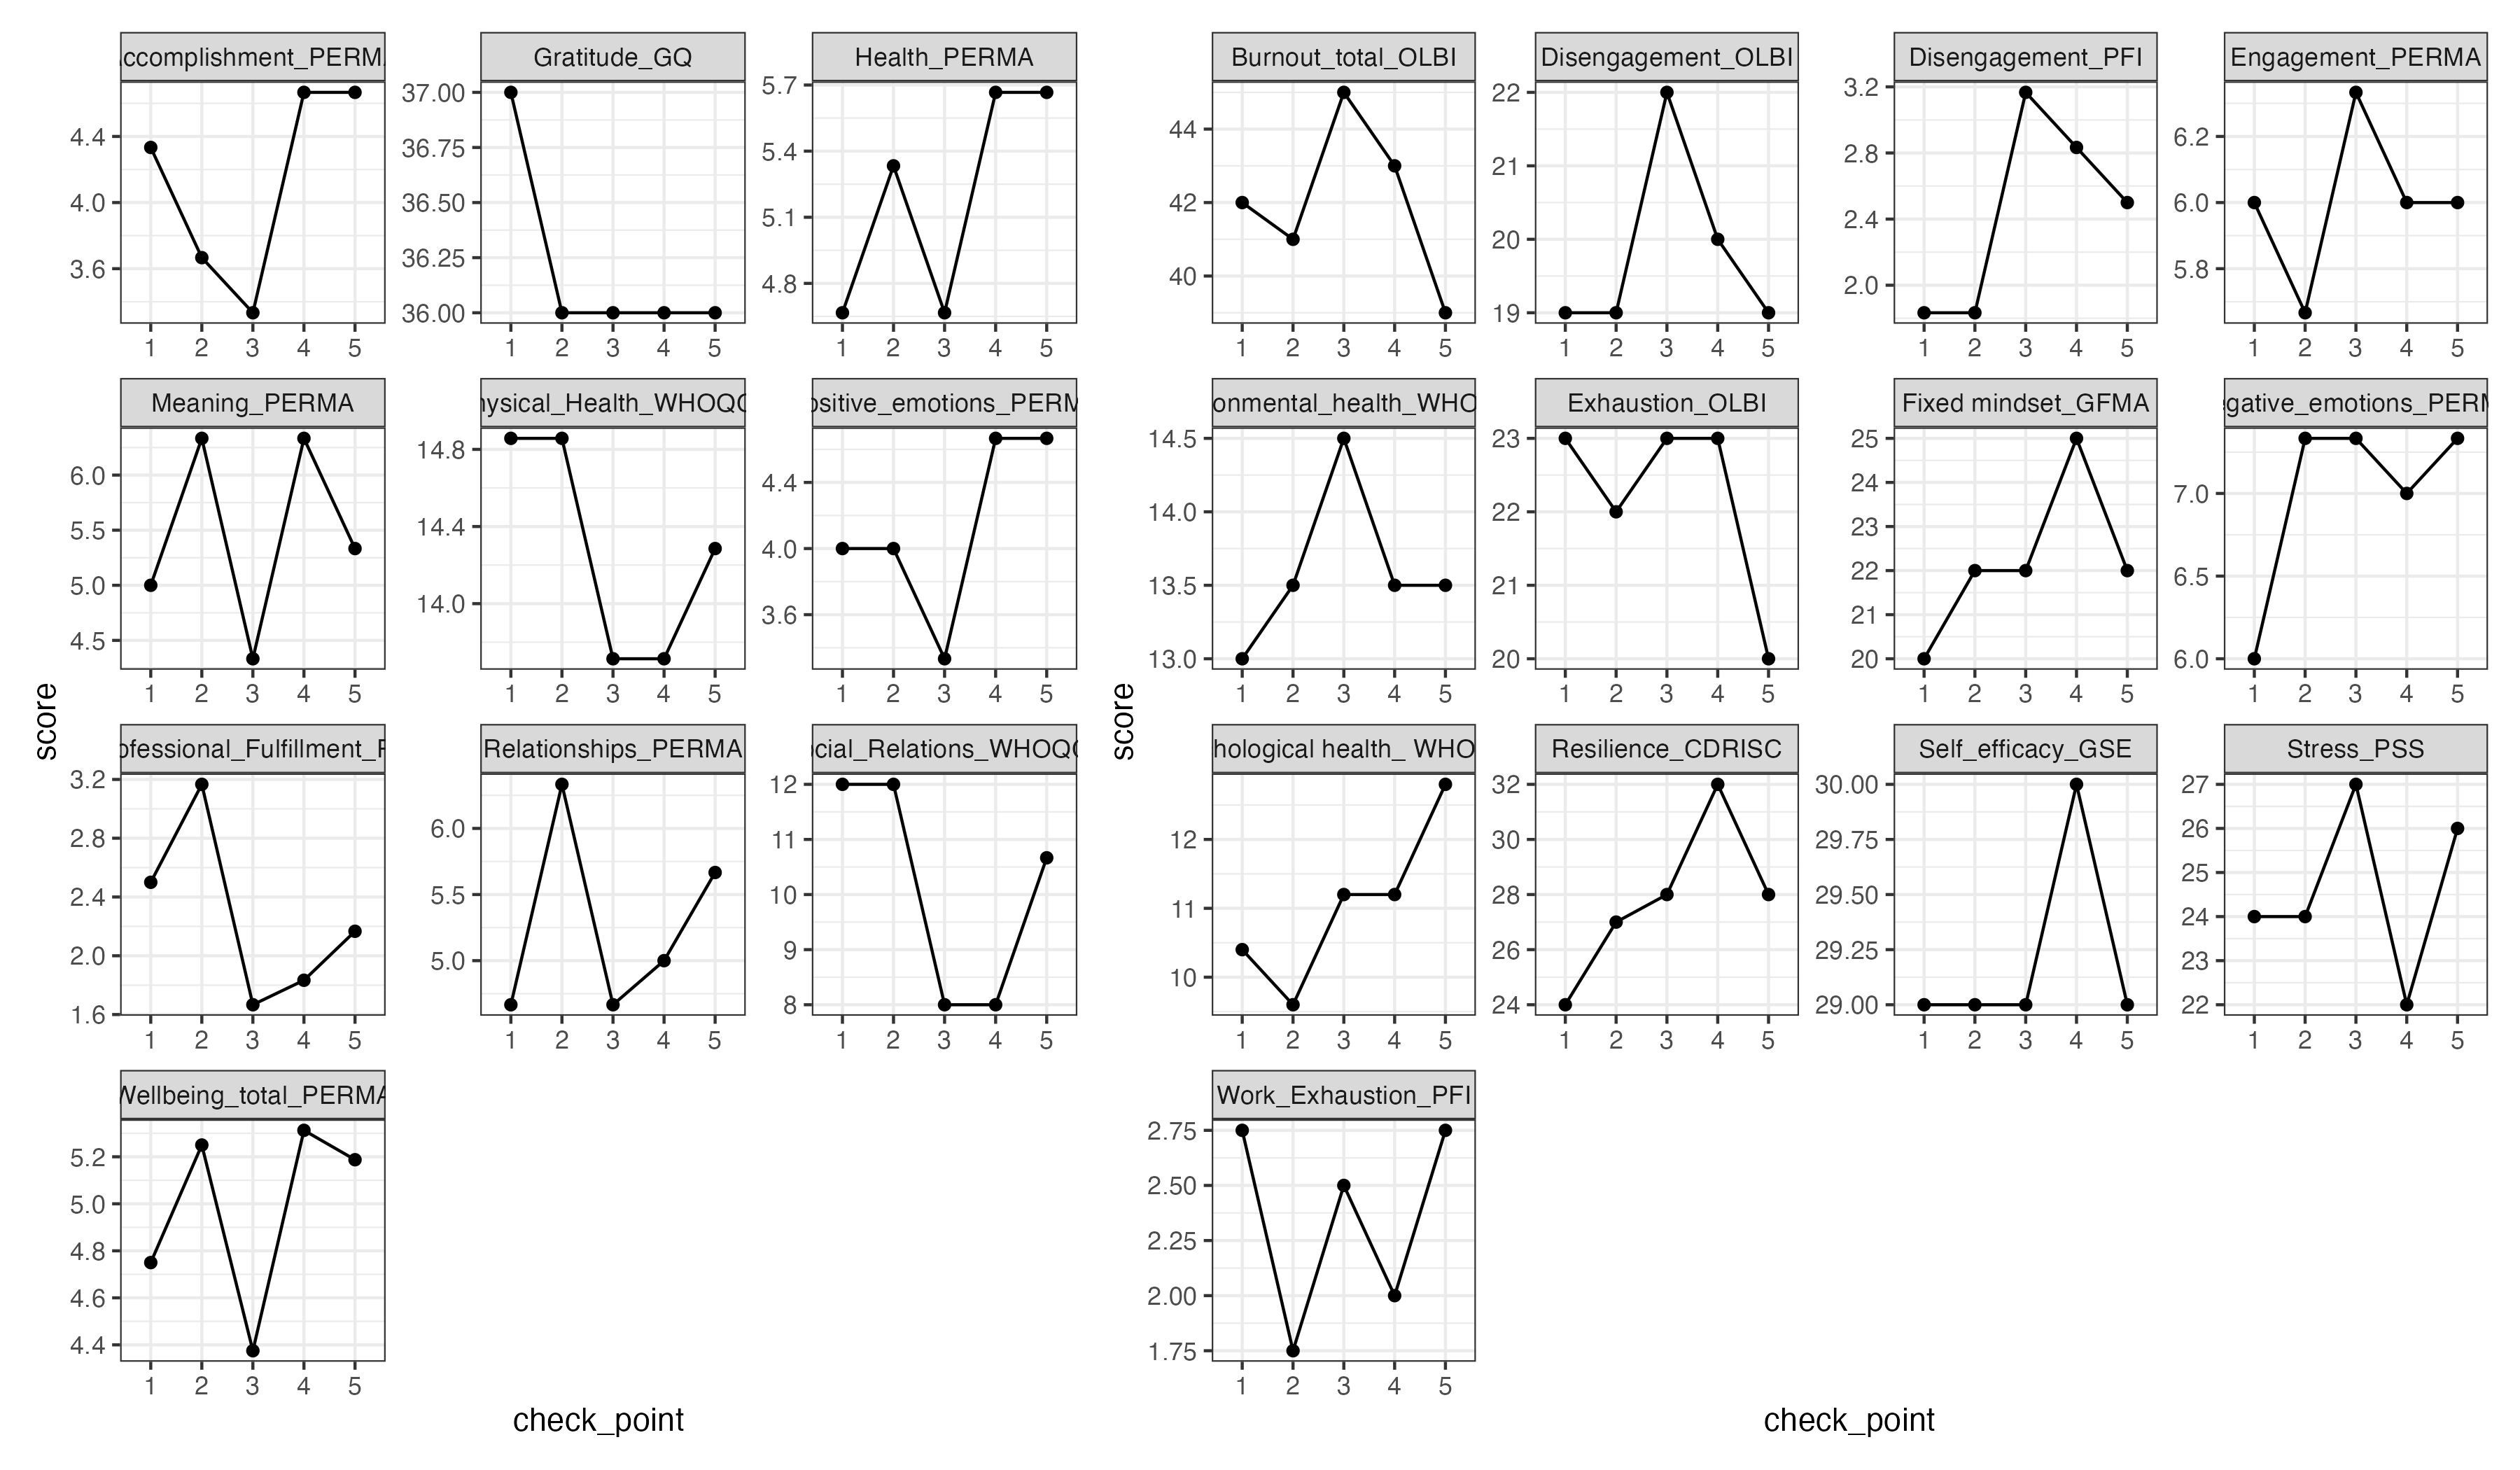 ccomplishment_PERMA
Gratitude_GQ
Health_PERMA
Burnout_total_OLBI
Disengagement_OLBI
Disengagement_PFI
Engagement_PERMA
4.4
4.0
3.6
37.00
36.75
36.50
36.25
36.00
5.7
5.4
5.1
4.8
44
42
40
22
21
20
19
3.2
2.8
2.4
2.0
6.2
6.0
5.8
1 2 3 4 5
1 2 3 4 5
1 2 3 4 5
1 2 3 4 5
1 2 3 4 5
1 2 3 4 5
1 2 3 4 5
Meaning_PERMA
hysical_Health_WHOQO
ositive_emotions_PERM
onmental_health_WHO
Exhaustion_OLBI
Fixed mindset_GFMA
gative_emotions_PERM
6.0
5.5
5.0
4.5
14.8
14.4
14.0
4.4
4.0
3.6
14.5
14.0
13.5
13.0
23
22
21
20
25
24
23
22
21
20
7.0
6.5
6.0
1 2 3 4 5
1 2 3 4 5
1 2 3 4 5
1 2 3 4 5
1 2 3 4 5
1 2 3 4 5
1 2 3 4 5
score
score
ofessional_Fulfillment_P
Relationships_PERMA
cial_Relations_WHOQO
hological health_ WHO
Resilience_CDRISC
Self_efficacy_GSE
Stress_PSS
3.2
2.8
2.4
2.0
1.6
6.0
5.5
5.0
12
11
10
9
8
12
11
10
32
30
28
26
24
30.00
29.75
29.50
29.25
29.00
27
26
25
24
23
22
1 2 3 4 5
1 2 3 4 5
1 2 3 4 5
1 2 3 4 5
1 2 3 4 5
1 2 3 4 5
1 2 3 4 5
Wellbeing_total_PERMA
Work_Exhaustion_PFI
5.2
5.0
4.8
4.6
4.4
2.75
2.50
2.25
2.00
1.75
1 2 3 4 5
1 2 3 4 5
check_point
check_point